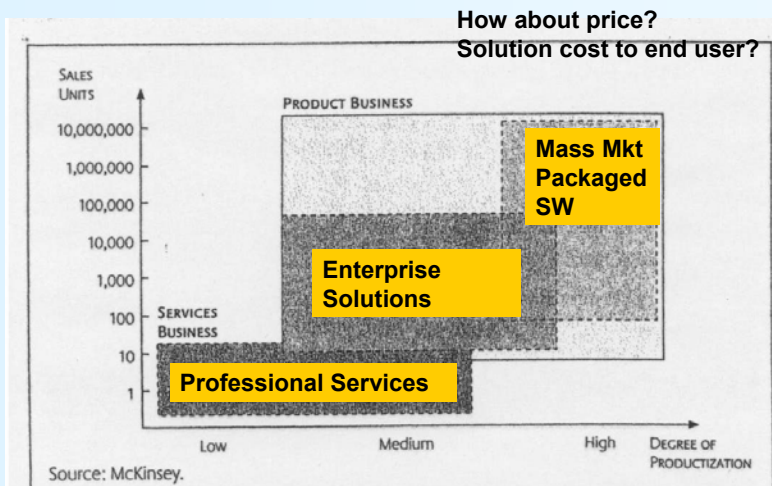 How about price?
Solution cost to end user?
SALES
UNITS
PRODUCT BUSINESS
10,000,000
1,000,000
100,000
10,000
1,000
100
10
1
Mass Mkt
Packaged
SW
Enterprise
Solutions
SERVICES
BUSINESS
Professional Services
Low
Medium
High
DEGREE OF
PRODUCTIZATION
Source: McKinsey.